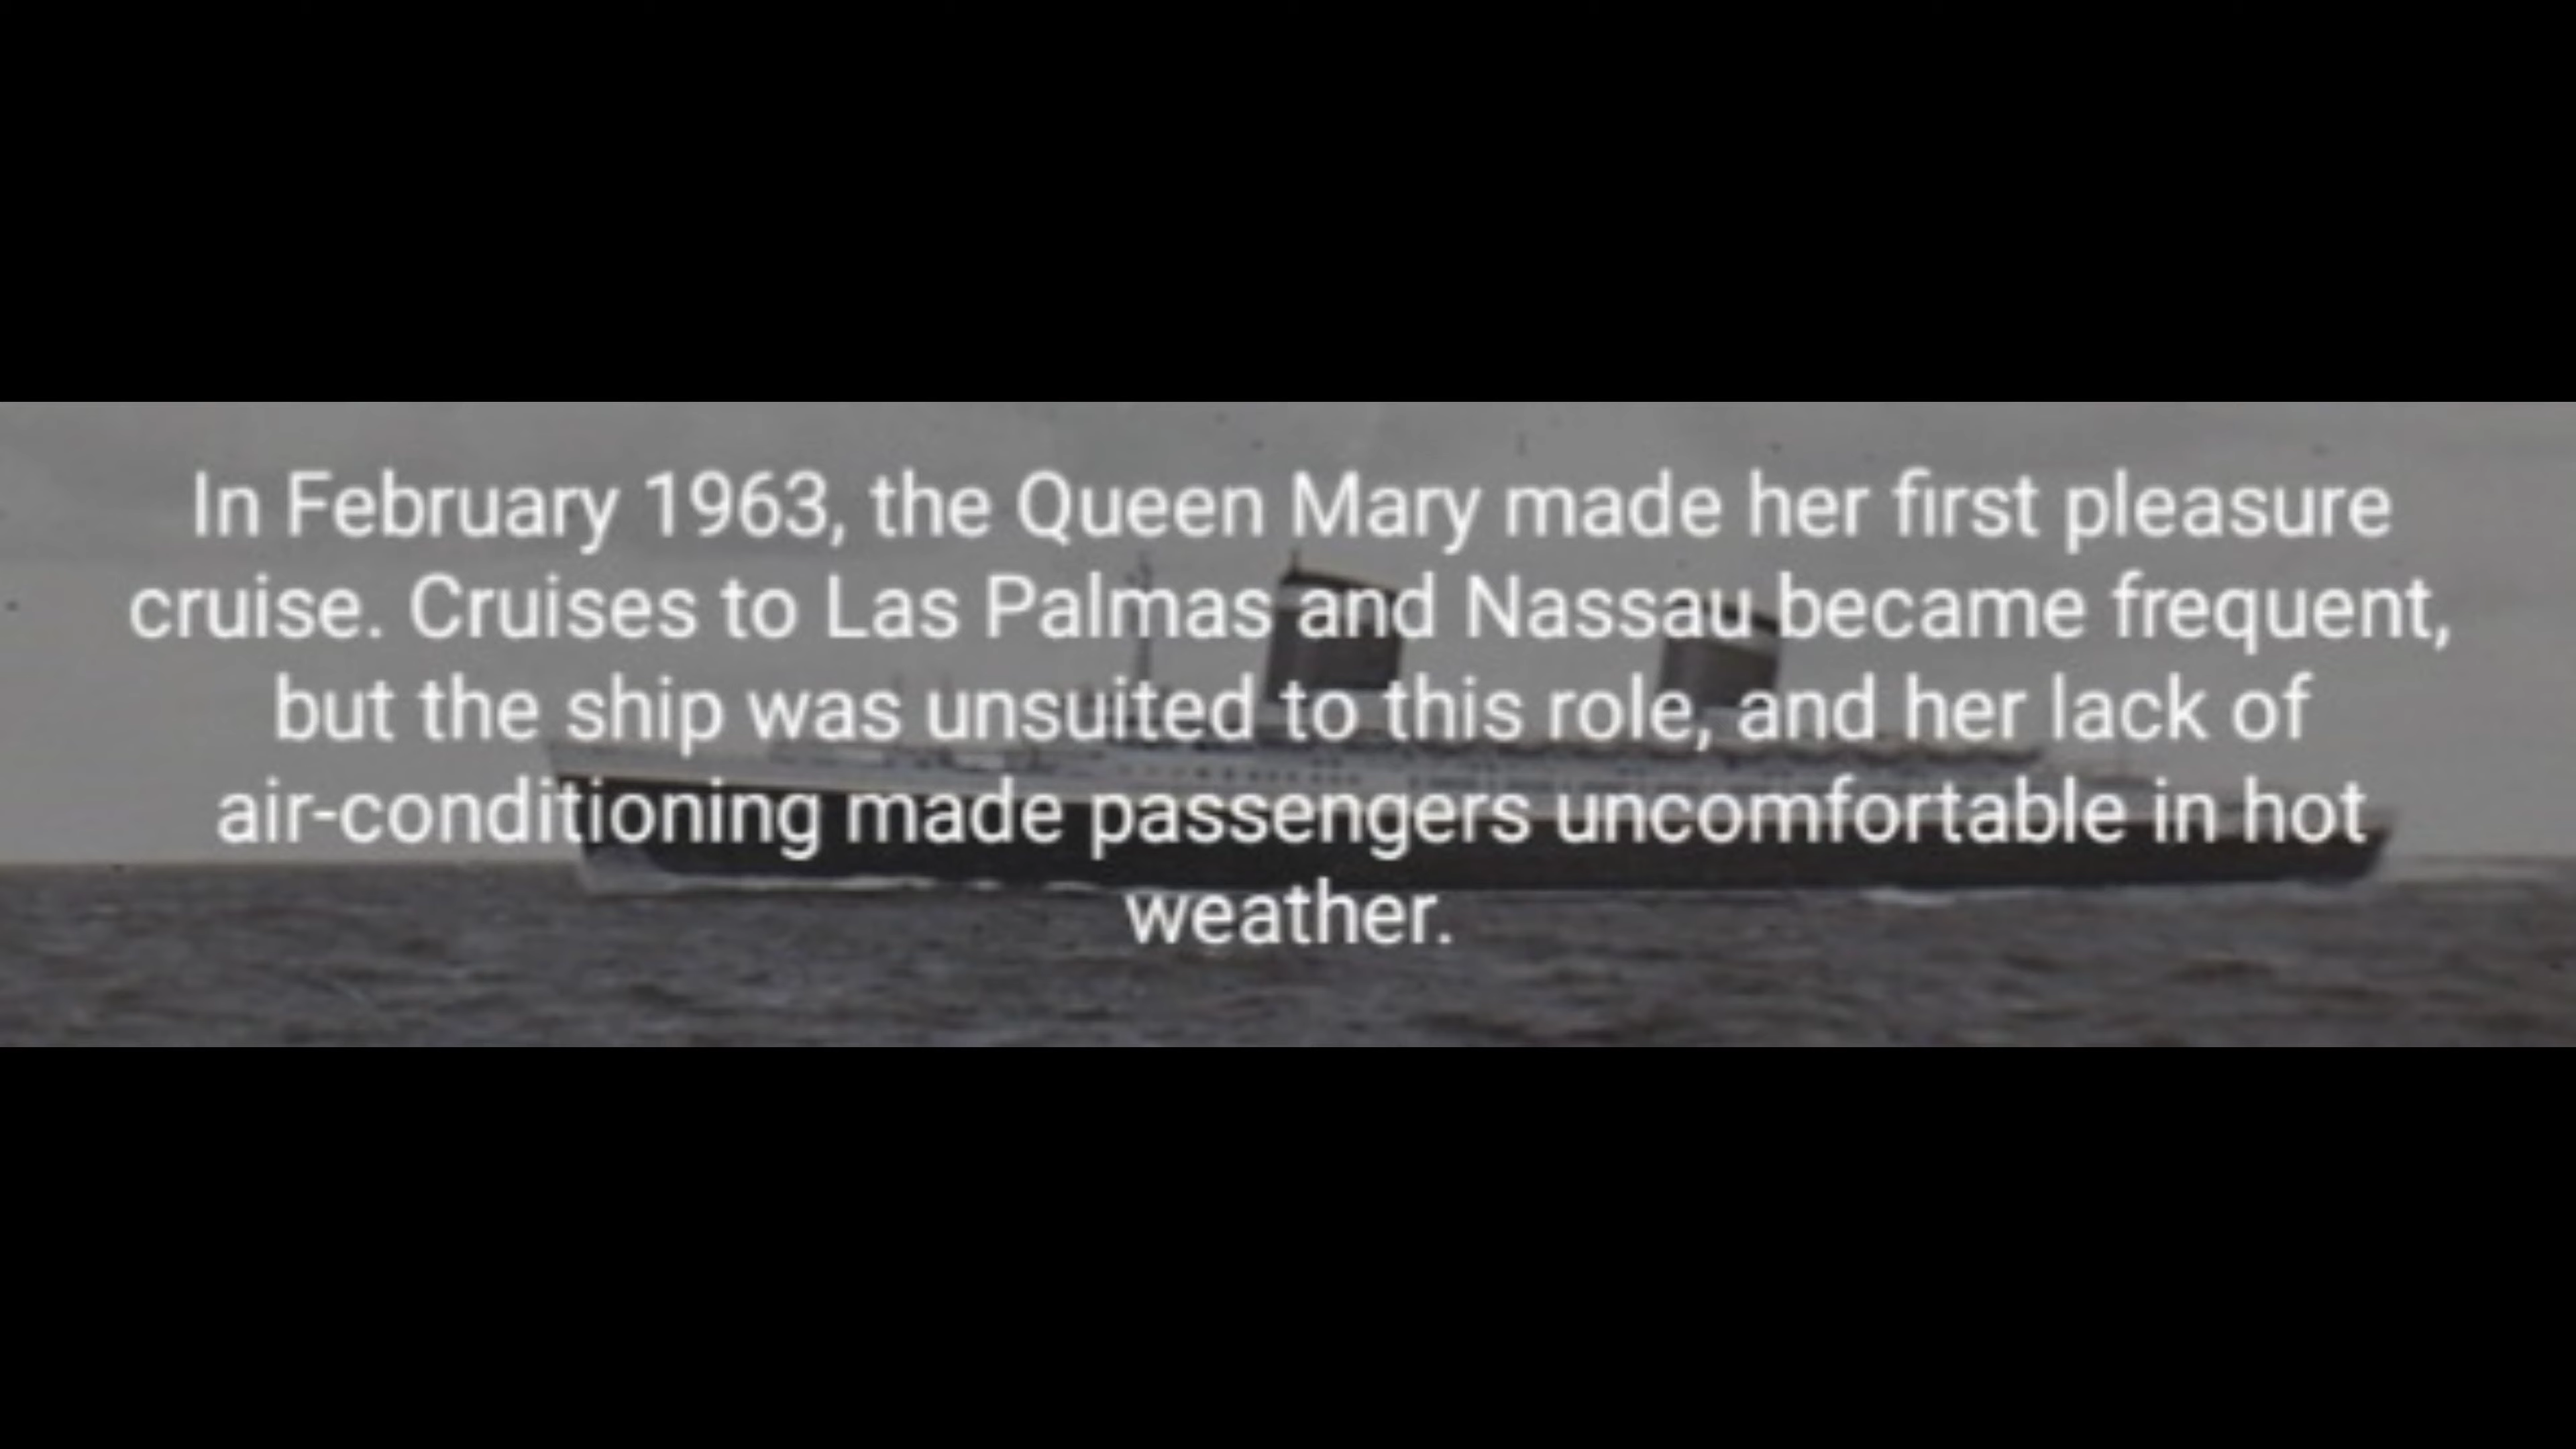 In February 1963, the Queen Mary made her first pleasure
cruise. Cruises to Las Palmas and Nassau became frequent,
but the ship was unsuited to this role, and her lack of
air-conditioning made passengers uncomfortable in hot
weather.